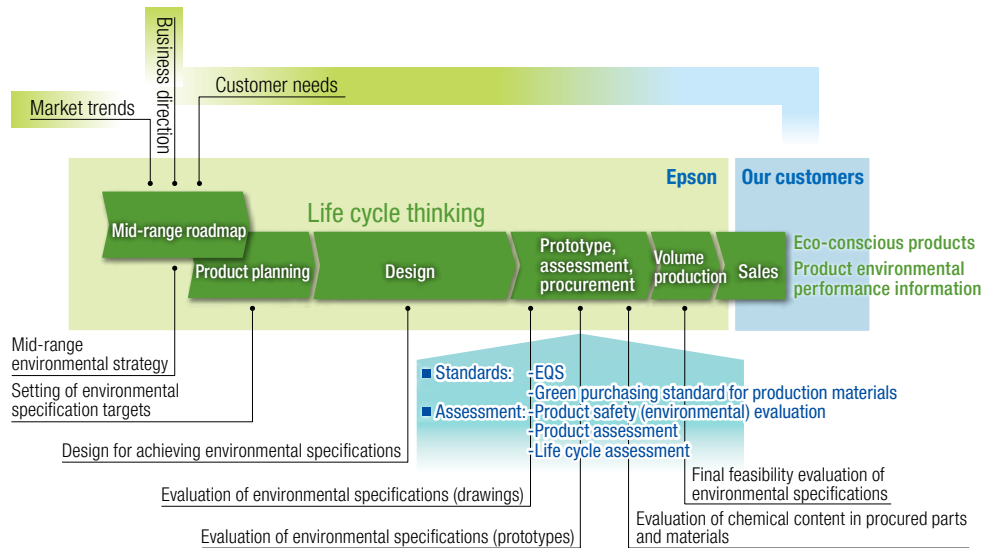 Business direction
Customer needs
Market trends
Epson
Our customers
Life cycle thinking
Mid-range roadmap
Product planning
Design
Prototype,
assessment,
procurement
Volume
production
Sales
Eco-conscious products
Product environmental
performance information
Mid-range
environmental strategy
Setting of environmental
specification targets
■ Standards: -EQS
-Green purchasing standard for production materials
■ Assessment: -Product safety (environmental) evaluation
-Product assessment
-Life cycle assessment
Design for achieving environmental specifications
Final feasibility evaluation of
environmental specifications
Evaluation of environmental specifications (drawings)
Evaluation of chemical content in procured parts
and materials
Evaluation of environmental specifications (prototypes)